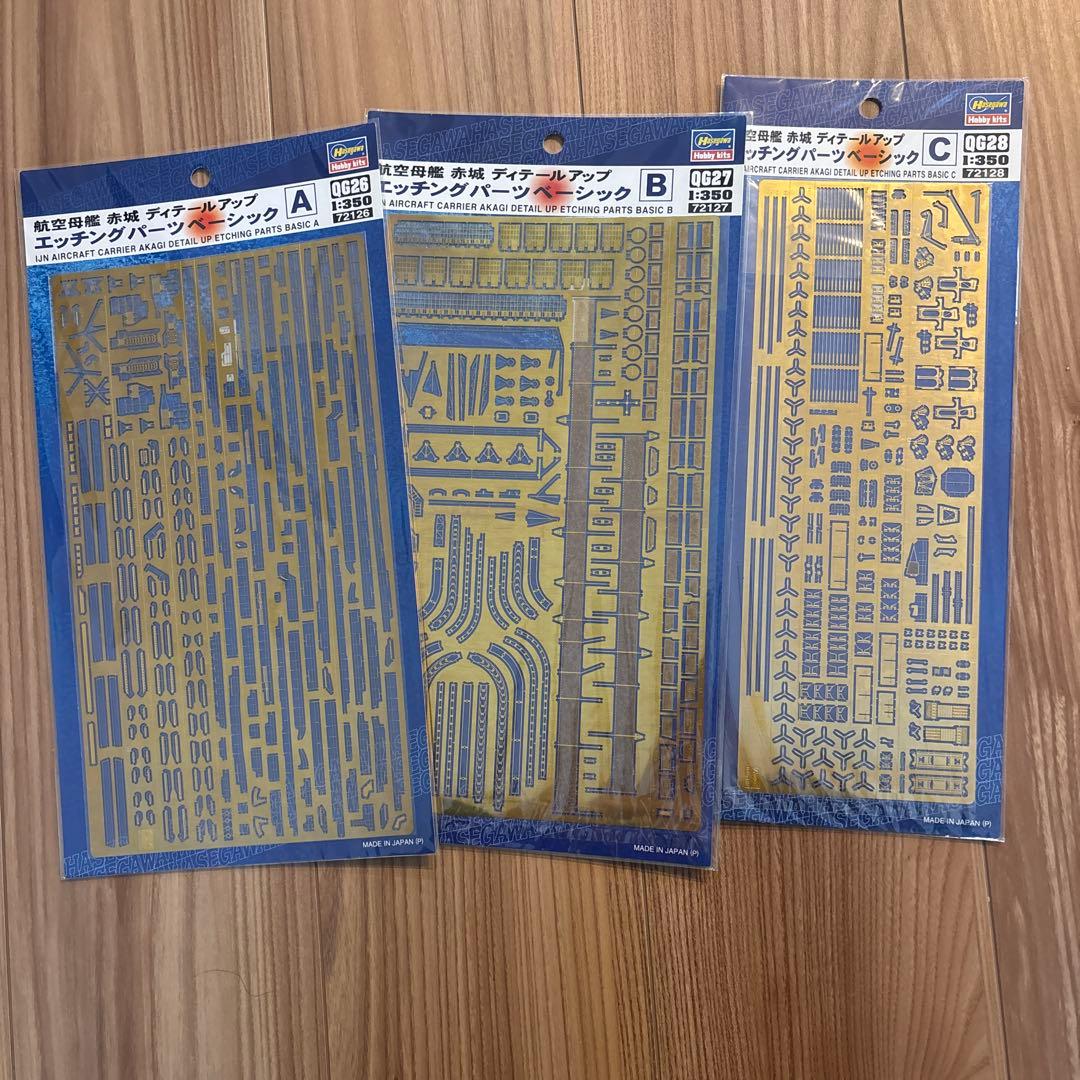 Hasegawa
Hobby kits
航空母艦 赤城 ディテールアップ
エッチングパーツ ベーシック
A
QG26
1:350
72126
IJN AIRCRAFT CARRIER AKAGI DETAIL UP ETCHING PARTS BASIC A
MADE IN JAPAN (P)
HASEGAWA
Hasegawa
Hobby kits
航空母艦 赤城 ディテールアップ
エッチングパーツ ベーシック
B
QG27
1:350
72127
N AIRCRAFT CARRIER AKAGI DETAIL UP ETCHING PARTS BASIC B
MADE IN JAPAN (P)
HASEGAWA
Hasegawa
Hobby kits
空母艦 赤城 ディテールアップ
ッチングパーツ ベーシック
C
QG28
1:350
72128
AIRCRAFT CARRIER AKAGI DETAIL UP ETCHING PARTS BASIC C
MADE IN JAPAN (P)
HASEGAWA